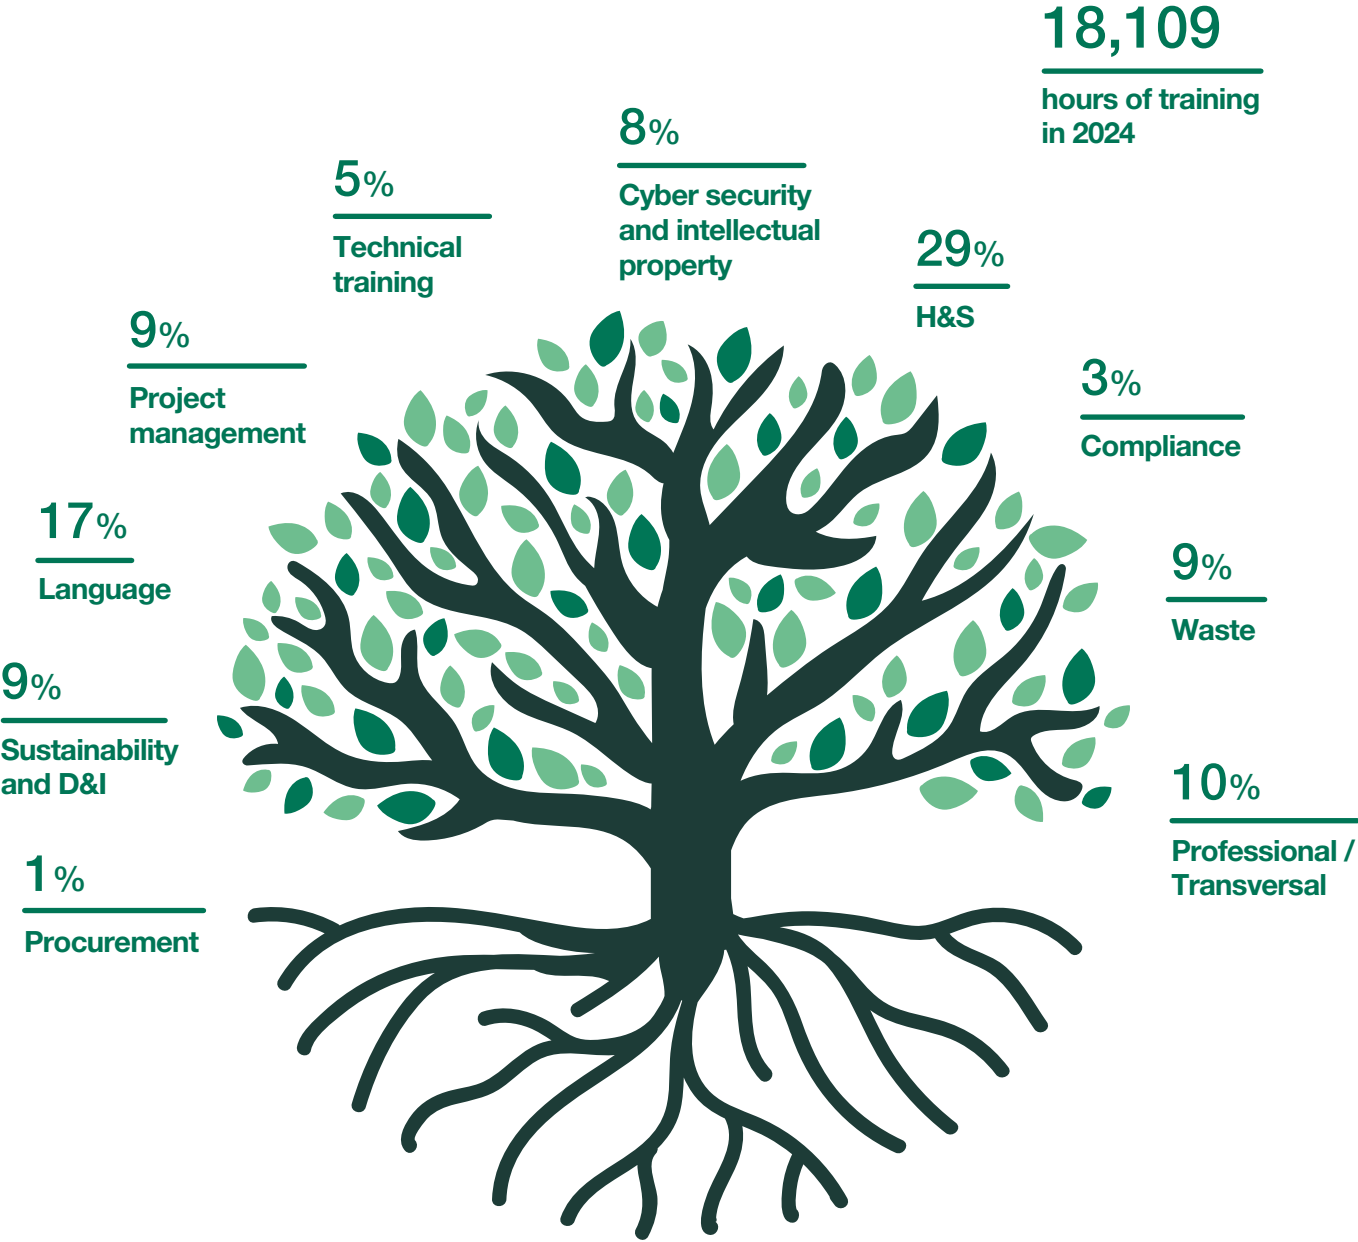 18,109
hours of training
in 2024
8%
Cyber security
and intellectual
property
5%
Technical
training
29%
H&S
9%
Project
management
3%
Compliance
17%
Language
9%
Waste
9%
Sustainability
and D&I
10%
Professional /
Transversal
1%
Procurement